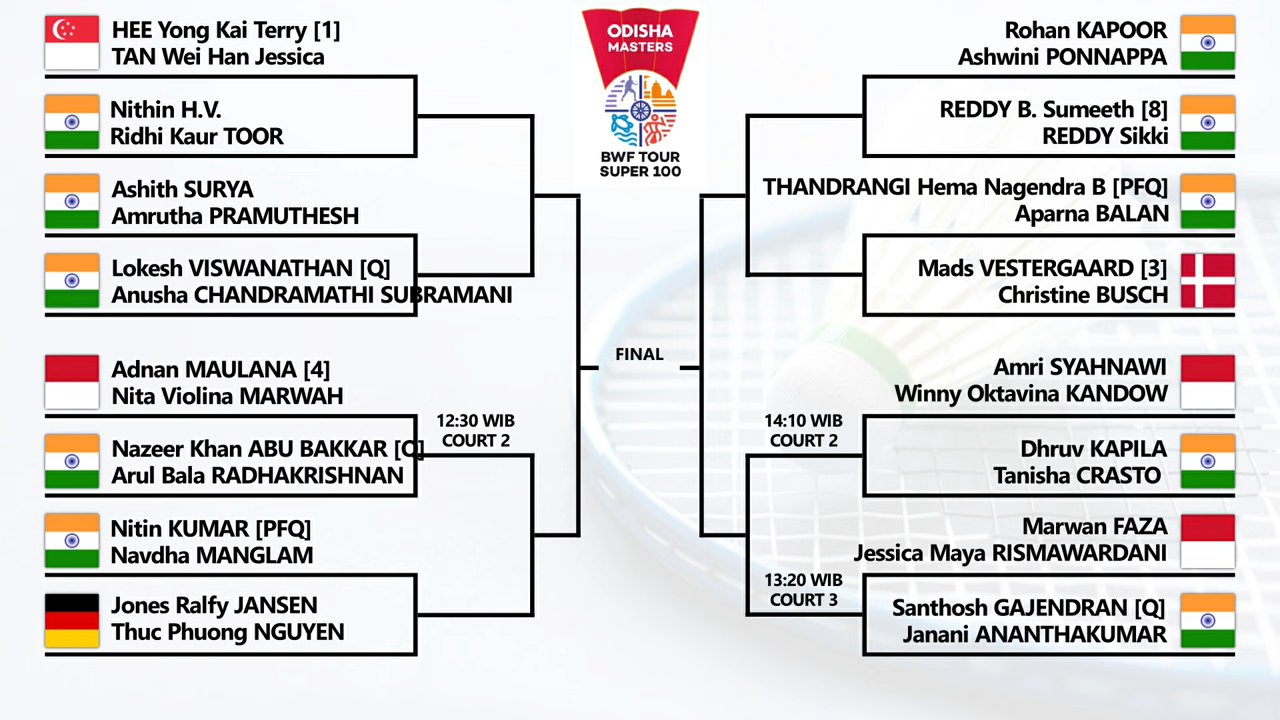 HEE Yong Kai Terry [1]
TAN Wei Han Jessica
Nithin H.V.
Ridhi Kaur TOOR
Ashith SURYA
Amrutha PRAMUTHESH
Lokesh VISWANATHAN [Q]
Anusha CHANDRAMATHI SUBRAMANI
Adnan MAULANA [4]
Nita Violina MARWAH
12:30 WIB
COURT 2
Nazeer Khan ABU BAKKAR [Q]
Arul Bala RADHAKRISHNAN
Nitin KUMAR [PFQ]
Navdha MANGLAM
Jones Ralfy JANSEN
Thuc Phuong NGUYEN
ODISHA
MASTERS
BWF TOUR
SUPER 100
FINAL
Rohan KAPOOR
Ashwini PONNAPPA
REDDY B. Sumeeth [8]
REDDY Sikki
THANDRANGI Hema Nagendra B [PFQ]
Aparna BALAN
Mads VESTERGAARD [3]
Christine BUSCH
Amri SYAHNAWI
Winny Oktavina KANDOW
14:10 WIB
COURT 2
Dhruv KAPILA
Tanisha CRASTO
Marwan FAZA
Jessica Maya RISMAWARDANI
13:20 WIB
COURT 3
Santhosh GAJENDRAN [Q]
Janani ANANTHAKUMAR